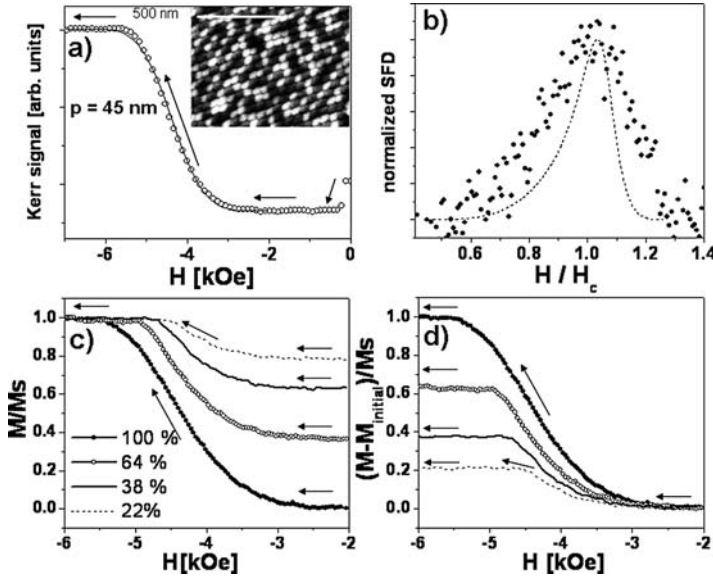 500 nm
a)
p = 45 nm
Kerr signal [arb. units]
-6 -4 -2 0
H [kOe]
b)
normalized SFD
0.6 0.8 1.0 1.2 1.4
H / Hc
c)
M/Ms
1.0
0.8
0.6
0.4
0.2
0.0
100 %
64 %
38 %
22%
-6 -5 -4 -3 -2
H [kOe]
d)
(M-Minitial)/Ms
1.0
0.8
0.6
0.4
0.2
0.0
-6 -5 -4 -3 -2
H [kOe]